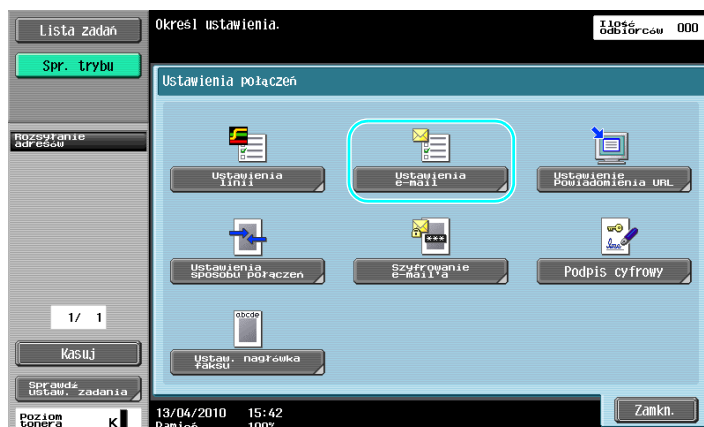 Lista zadań
Określ ustawienia.
Ilość
odbiorców
000
Spr. trybu
Ustawienia połączeń
Rozsyłanie
adresów
Ustawienia
linii
Ustawienia
e-mail
Ustawienie
Powiadomienia URL
Ustawienia
sposobu połączeń
Szyfrowanie
e-mail'a
Podpis cyfrowy
1/ 1
abcde
Ustaw. nagłówka
faksu
Kasuj
Sprawdź
ustaw. zadania
Poziom
tonera
K
13/04/2010 15:42
Pamięć 100%
Zamkn.